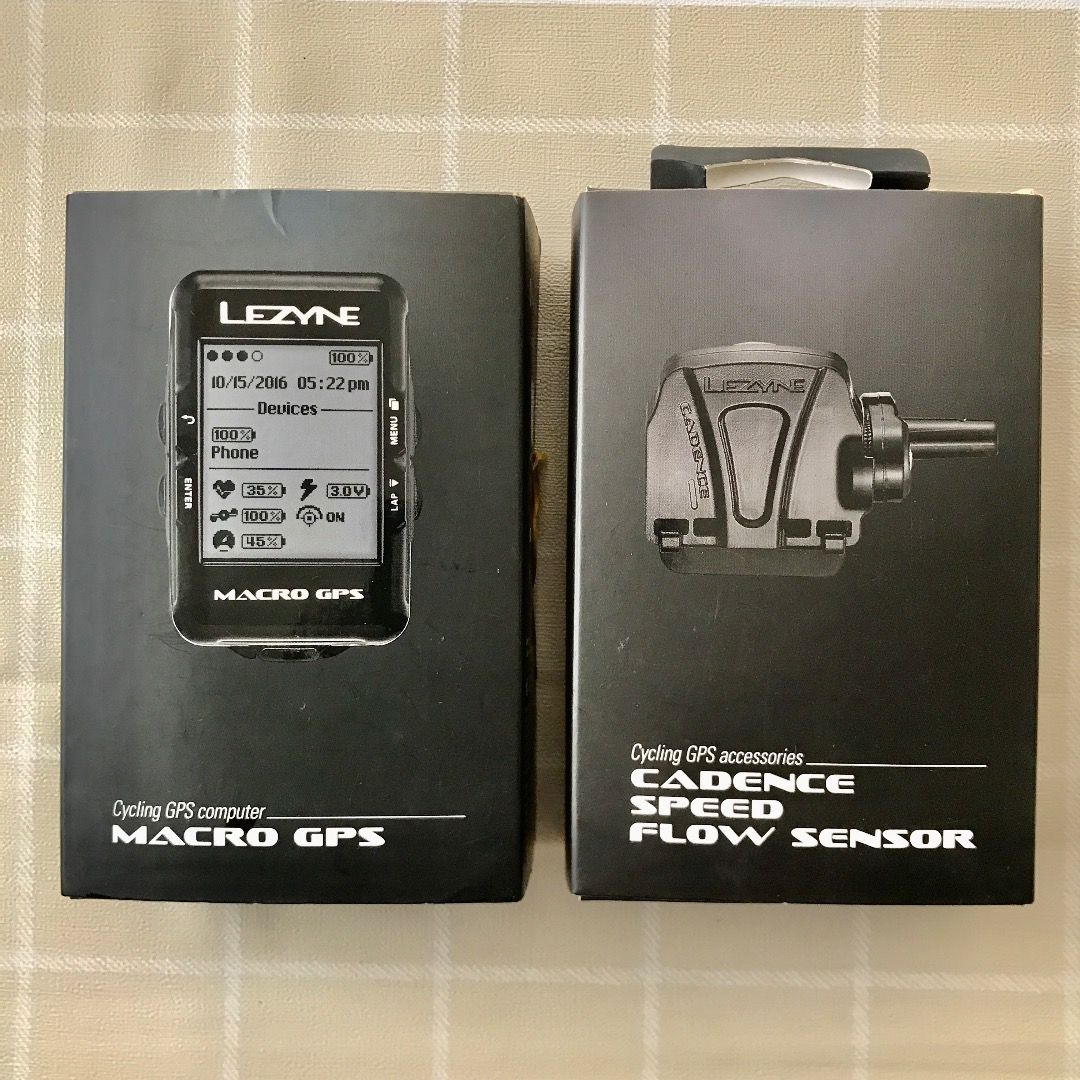 LEZYNE
100%
10/15/2016 05:22 pm
Devices
100%
Phone
35% 3.0V
100% ON
45%
MENU
ENTER
LAP
MACRO GPS
Cycling GPS computer
MACRO GPS
LEZYNE
CADENCE
Cycling GPS accessories
CADENCE
SPEED
FLOW SENSOR